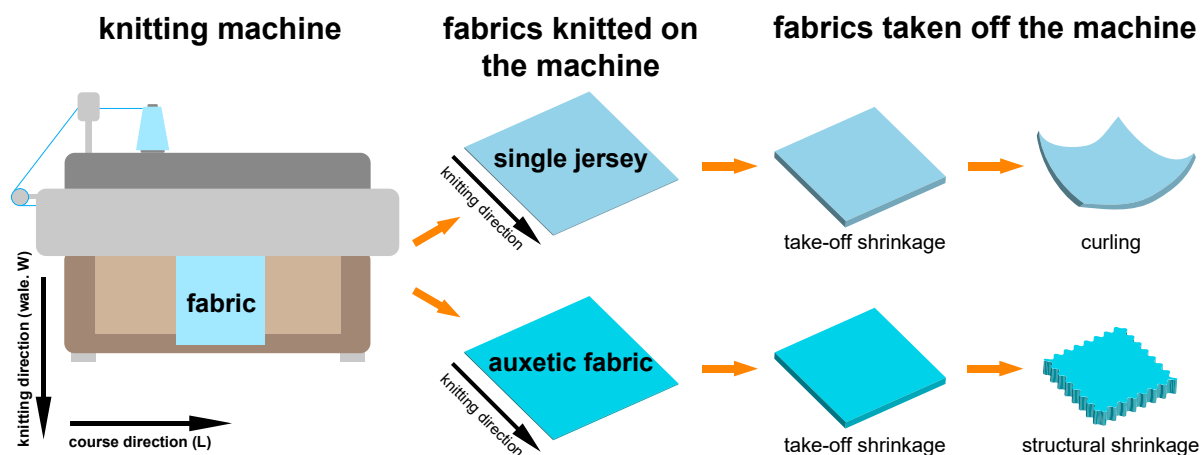 knitting machine
fabrics knitted on
the machine
fabrics taken off the machine
single jersey
knitting direction
take-off shrinkage
curling
knitting direction (wale. W)
fabric
course direction (L)
auxetic fabric
knitting direction
take-off shrinkage
structural shrinkage